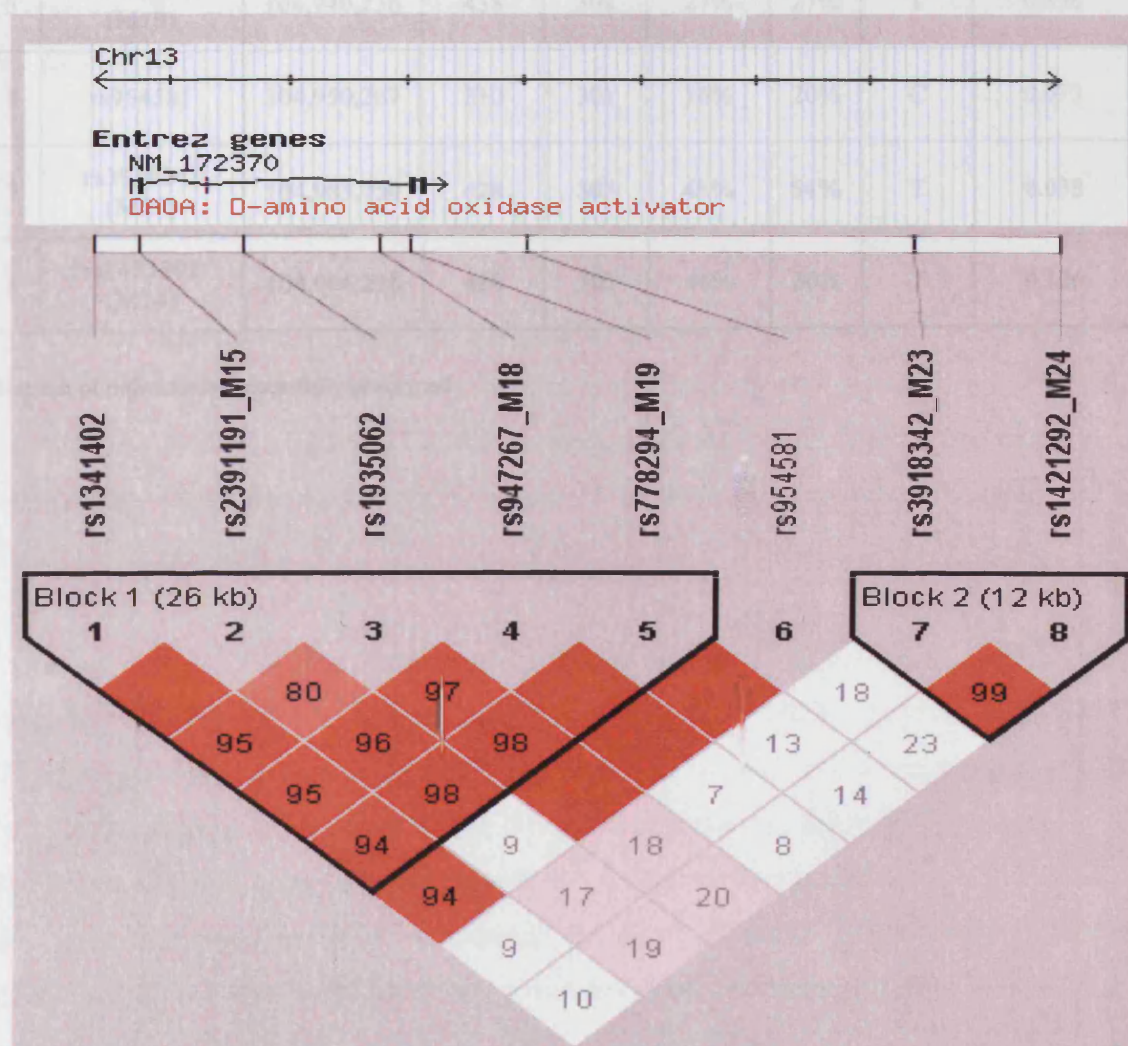 Chr13
Entrez genes
NM_172370
DAOA: D-amino acid oxidase activator
rs1341402
rs2391191_M15
rs1935062
rs947267_M18
rs778294_M19
rs954581
rs3918342_M23
rs1421292_M24
Block 1 (26 kb)
Block 2 (12 kb)
1 2 3 4 5 6 7 8
80 97 18 99
95 96 98 13 23
95 98 7 14
94 9 18 8
94 17 20
9 19
10